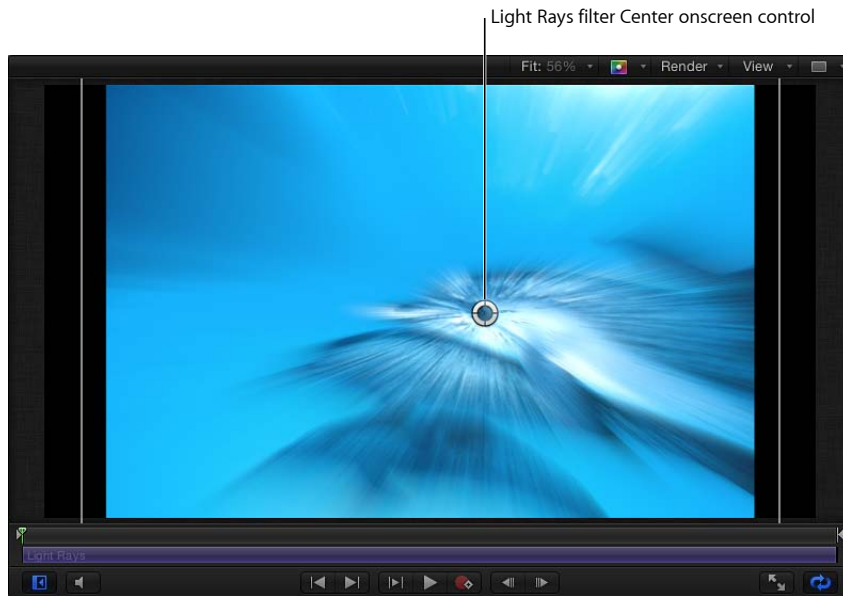 Light Rays filter Center onscreen control
Fit: 56% Render View
Light Rays